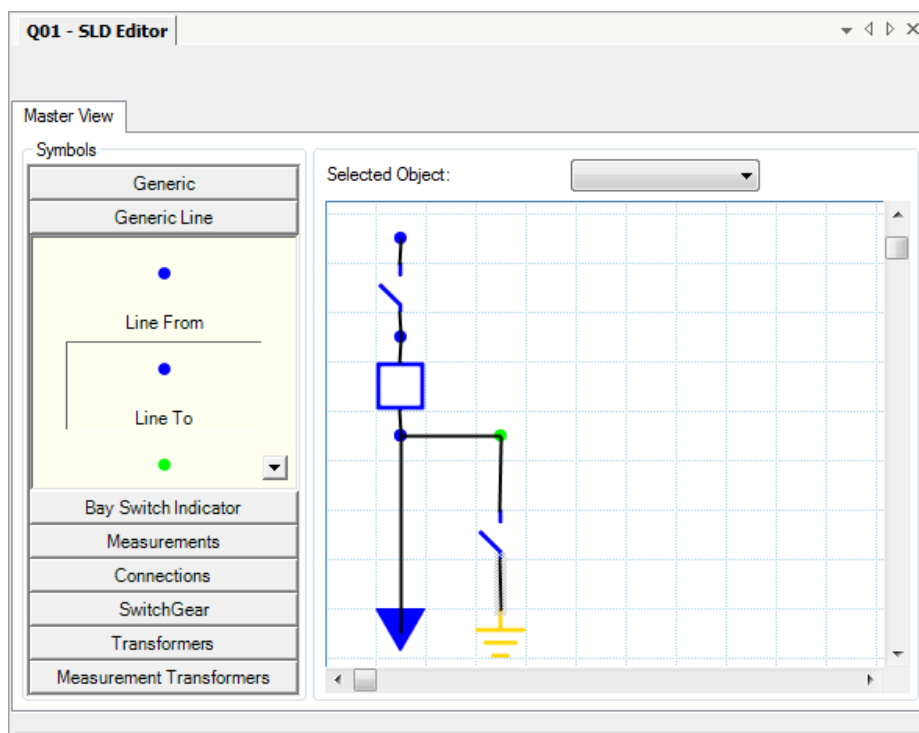 Q01 - SLD Editor
Master View
Symbols
Generic
Generic Line
Line From
Line To
Bay Switch Indicator
Measurements
Connections
SwitchGear
Transformers
Measurement Transformers
Selected Object: